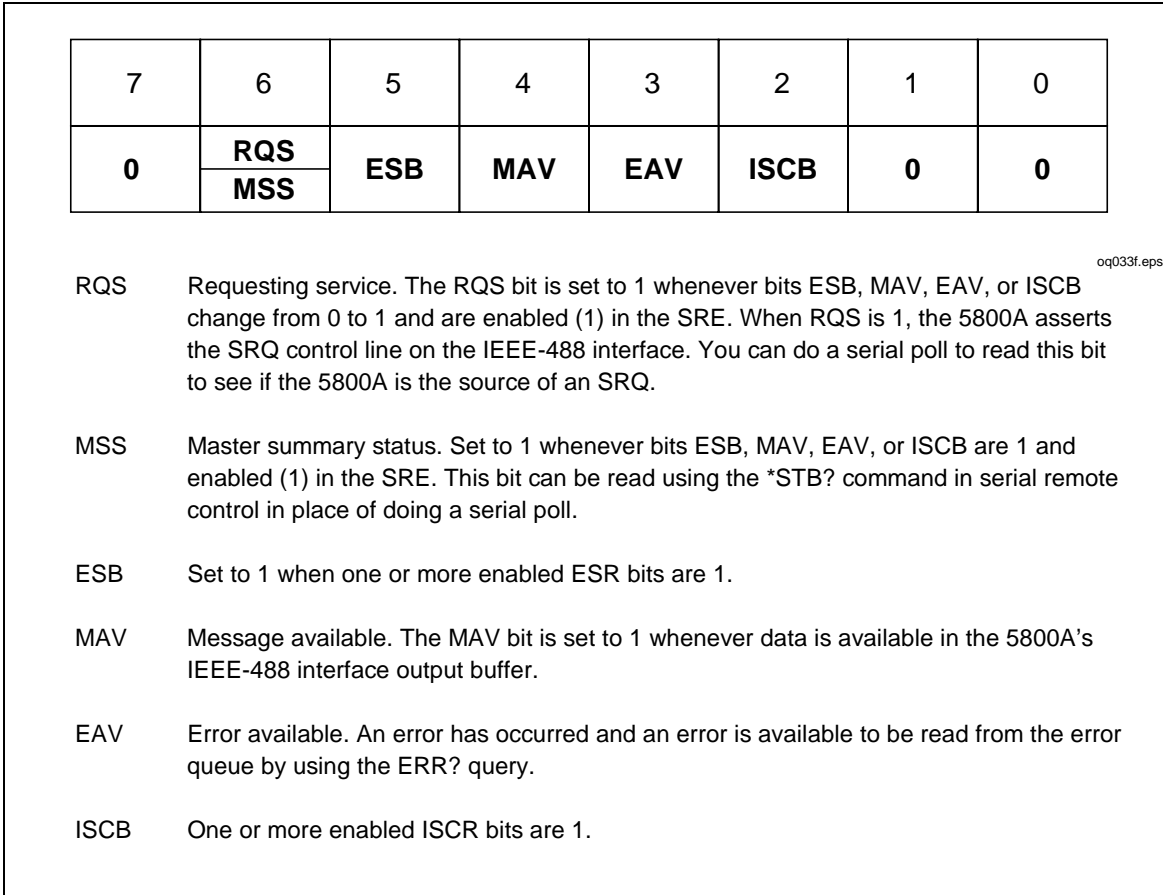 7 6 5 4 3 2 1 0
0 RQS MSS ESB MAV EAV ISCB 0 0
oq033f.eps
RQS Requesting service. The RQS bit is set to 1 whenever bits ESB, MAV, EAV, or ISCB
change from 0 to 1 and are enabled (1) in the SRE. When RQS is 1, the 5800A asserts
the SRQ control line on the IEEE-488 interface. You can do a serial poll to read this bit
to see if the 5800A is the source of an SRQ.
MSS Master summary status. Set to 1 whenever bits ESB, MAV, EAV, or ISCB are 1 and
enabled (1) in the SRE. This bit can be read using the *STB? command in serial remote
control in place of doing a serial poll.
ESB Set to 1 when one or more enabled ESR bits are 1.
MAV Message available. The MAV bit is set to 1 whenever data is available in the 5800A’s
IEEE-488 interface output buffer.
EAV Error available. An error has occurred and an error is available to be read from the error
queue by using the ERR? query.
ISCB One or more enabled ISCR bits are 1.